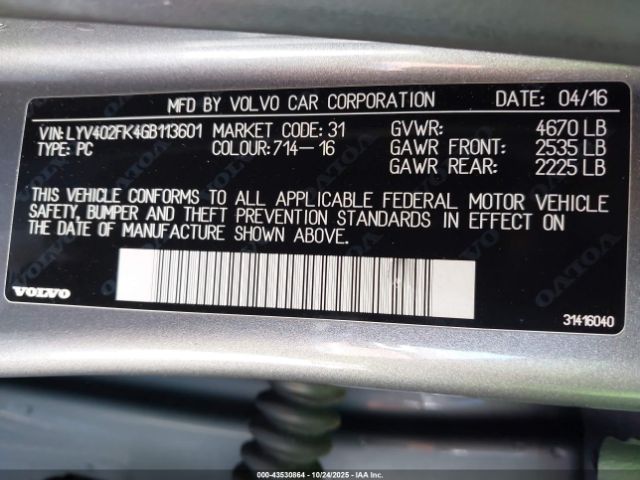 MFD BY VOLVO CAR CORPORATION DATE: 04/16
VIN: LYV402FK4GB113601 MARKET CODE: 31 GVWR: 4670 LB
TYPE: PC COLOUR: 714-16 GAWR FRONT: 2535 LB
GAWR REAR: 2225 LB
THIS VEHICLE CONFORMS TO ALL APPLICABLE FEDERAL MOTOR VEHICLE
SAFETY, BUMPER AND THEFT PREVENTION STANDARDS IN EFFECT ON
THE DATE OF MANUFACTURE SHOWN ABOVE.
VOLVO
31416040
000-43530864 - 10/24/2025 - IAA Inc.